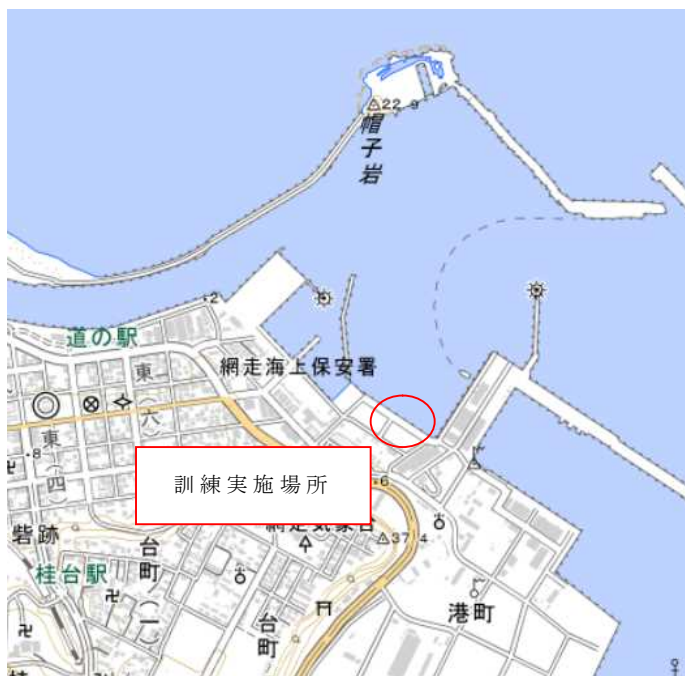 22.9
帽子岩
2
道の駅
網走海上保安署
東一(六)
東(四)
8
訓練実施場所
6
網走気象台
37.4
砦跡
桂台駅
台町(一)
台町
港町